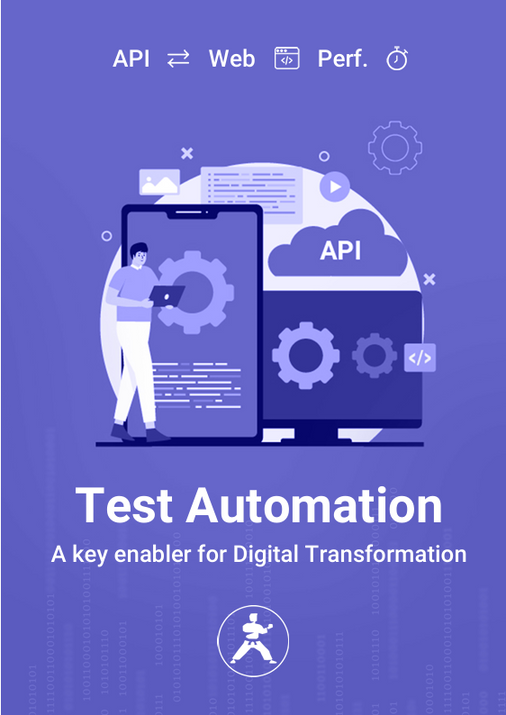 API Web Perf.
</>
API
</>
Test Automation
A key enabler for Digital Transformation